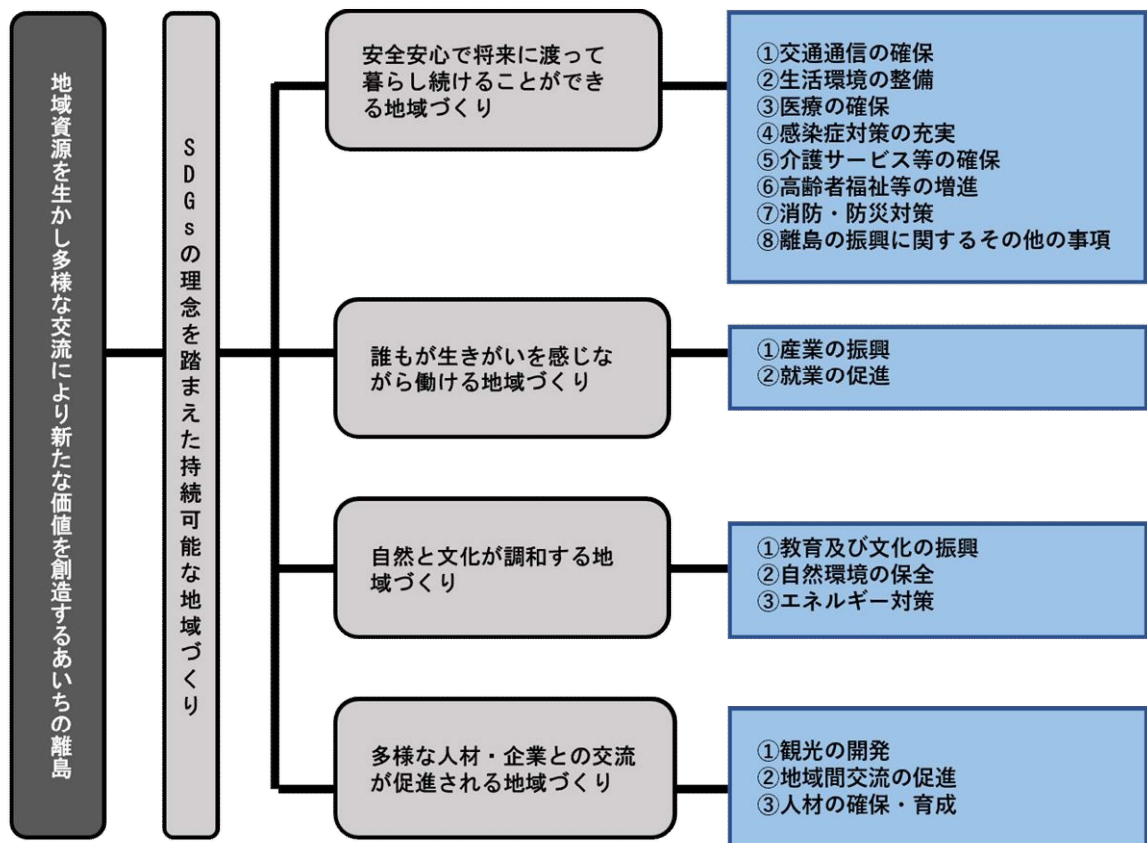 地域資源を生かし多様な交流により新たな価値を創造するあいちの離島
SDGsの理念を踏まえた持続可能な地域づくり
安全安心で将来に渡って
暮らし続けることができ
る地域づくり
①交通通信の確保
②生活環境の整備
③医療の確保
④感染症対策の充実
⑤介護サービス等の確保
⑥高齢者福祉等の増進
⑦消防・防災対策
⑧離島の振興に関するその他の事項
誰もが生きがいを感じな
がら働ける地域づくり
①産業の振興
②就業の促進
自然と文化が調和する地
域づくり
①教育及び文化の振興
②自然環境の保全
③エネルギー対策
多様な人材・企業との交流
が促進される地域づくり
①観光の開発
②地域間交流の促進
③人材の確保・育成